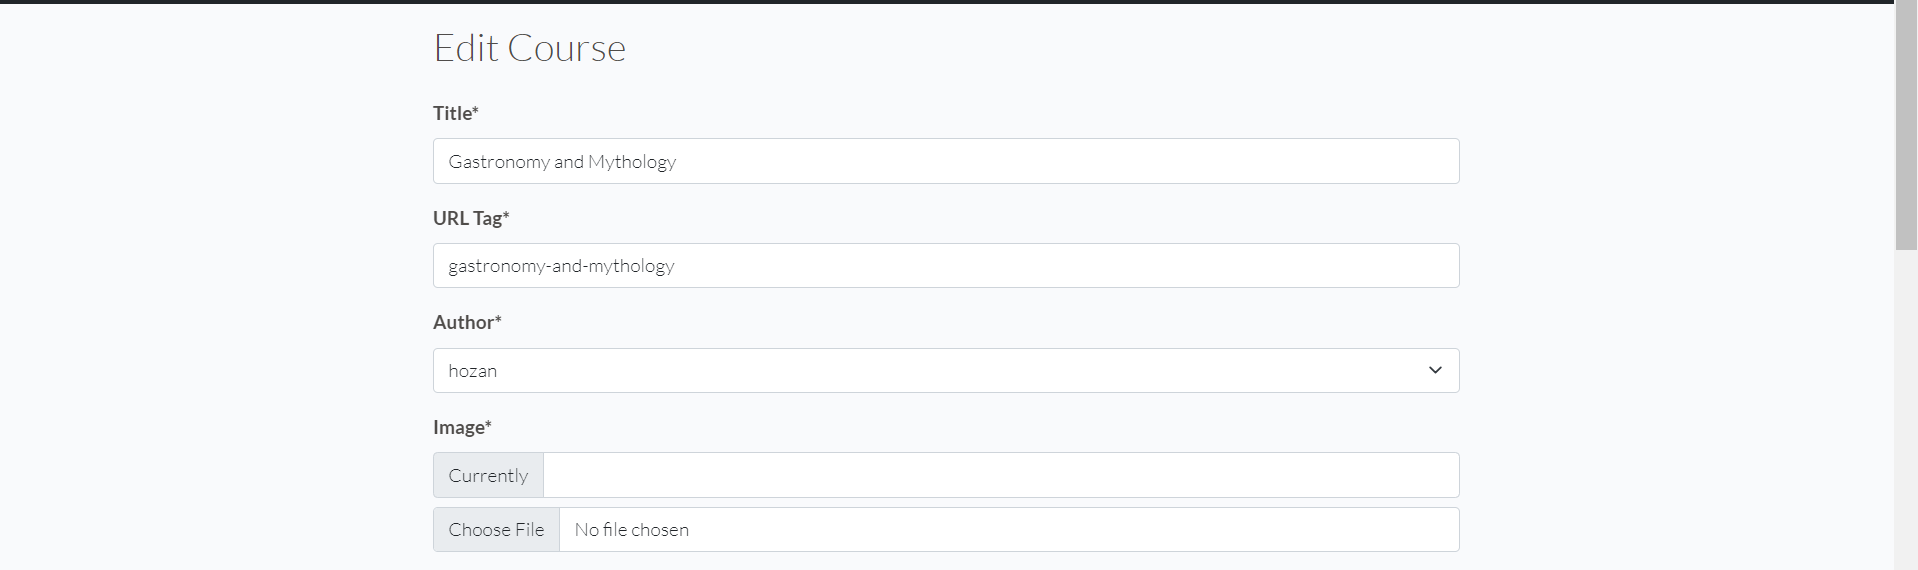 Edit Course
Title*
Gastronomy and Mythology
URL Tag*
gastronomy-and-mythology
Author*
hozan
Image*
Currently
Choose File No file chosen